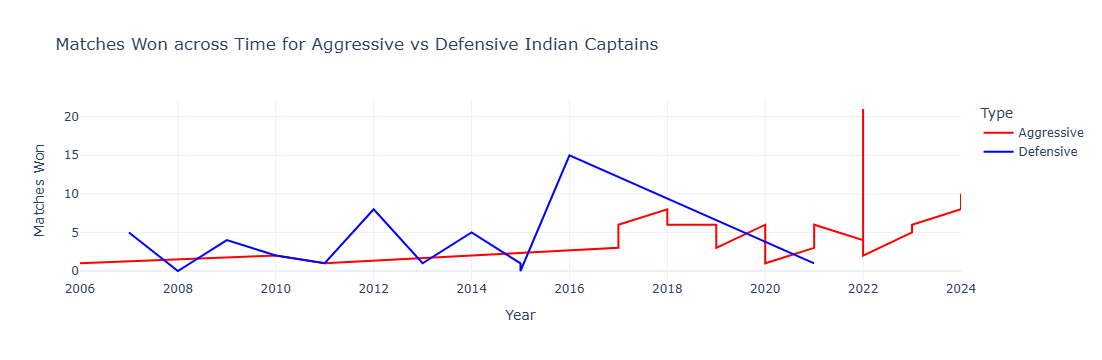 Matches Won across Time for Aggressive vs Defensive Indian Captains
Type
Aggressive
Defensive
Matches Won
20
15
10
5
0
2006 2008 2010 2012 2014 2016 2018 2020 2022 2024
Year